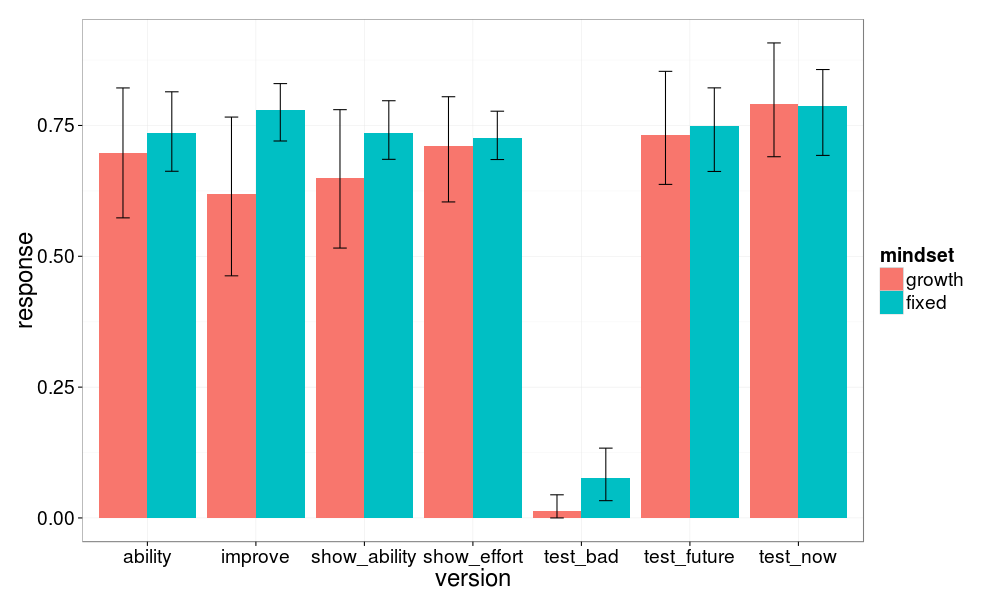 response
0.75
0.50
0.25
0.00
ability improve show_ability show_effort test_bad test_future test_now
version
mindset
growth
fixed